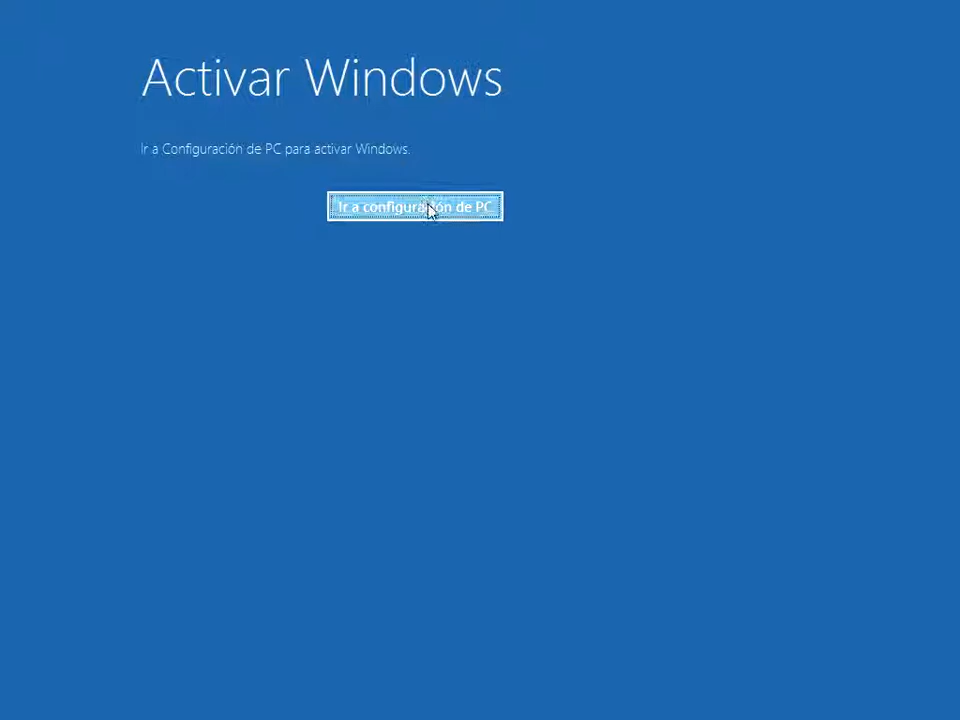 Activar Windows
Ir a Configuración de PC para activar Windows.
Ir a configuración de PC